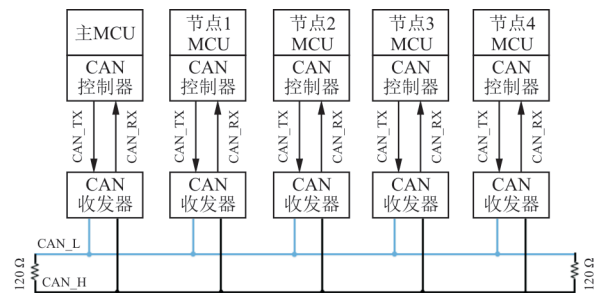 主MCU
节点1
MCU
节点2
MCU
节点3
MCU
节点4
MCU
CAN
控制器
CAN
控制器
CAN
控制器
CAN
控制器
CAN
控制器
CAN_TX
CAN_RX
CAN_TX
CAN_RX
CAN_TX
CAN_RX
CAN_TX
CAN_RX
CAN_TX
CAN_RX
CAN
收发器
CAN
收发器
CAN
收发器
CAN
收发器
CAN
收发器
CAN_L
120 Ω
CAN_H
120 Ω